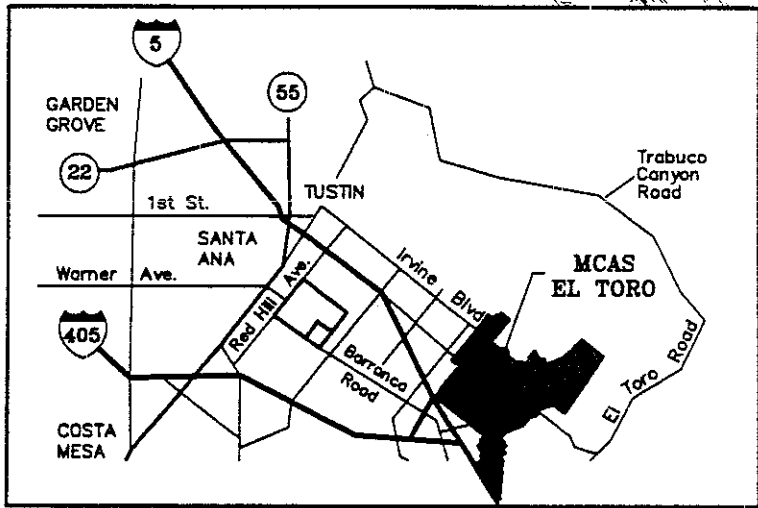 5
55
GARDEN
GROVE
22
Trabuco
Canyon
Road
TUSTIN
1st St.
SANTA
ANA
Irvine Blvd
MCAS
EL TORO
Warner Ave.
Red Hill Ave.
405
Barranca
Road
El Toro Road
COSTA
MESA